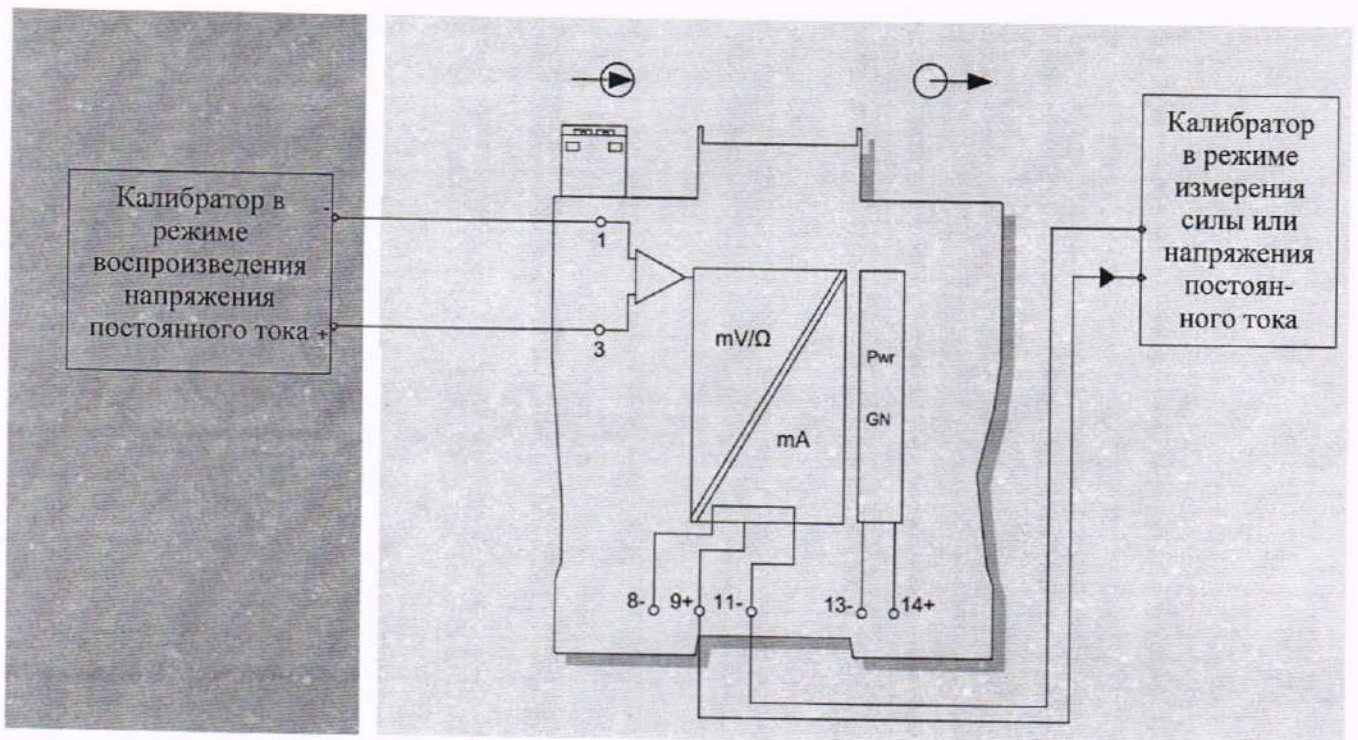 Калибратор в
режиме
воспроизведения
напряжения
постоянного тока
-
+
1
3
mV/Ω
mA
Pwr
GN
8-
9+
11-
13-
14+
Калибратор
в режиме
измерения
силы или
напряжения
постоян-
ного тока